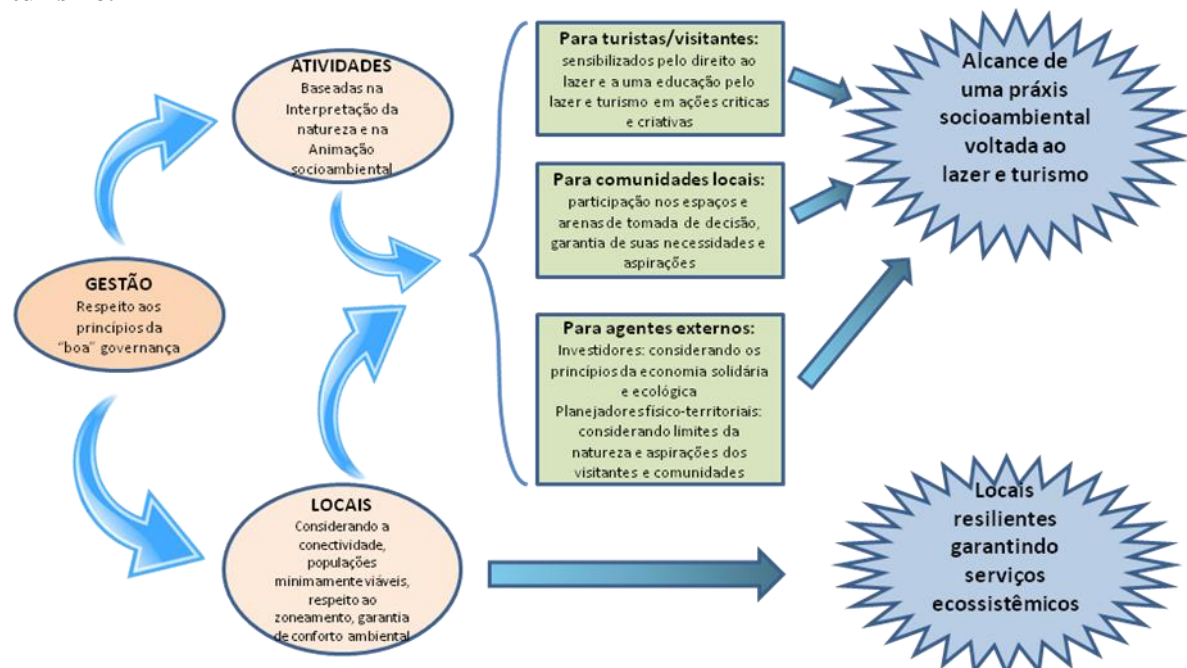 ATIVIDADES
Baseadas na
Interpretação da
natureza e na
Animação
socioambiental
GESTÃO
Respeito aos
princípios da
“boa” governança
LOCAIS
Considerando a
conectividade,
populações
minimamente viáveis,
respeito ao
zoneamento, garantia
de conforto ambiental
Para turistas/visitantes:
sensibilizados pelo direito ao
lazer e a uma educação pelo
lazer e turismo em ações criticas
e criativas
Para comunidades locais:
participação nos espaços e
arenas de tomada de decisão,
garantia de suas necessidades e
aspirações
Para agentes externos:
Investidores: considerando os
princípios da economia solidária
e ecológica
Planejadores físico-territoriais:
considerando limites da
natureza e aspirações dos
visitantes e comunidades
Alcance de
uma práxis
socioambiental
voltada ao
lazer e turismo
Locais
resilientes
garantindo
serviços
ecossistêmicos